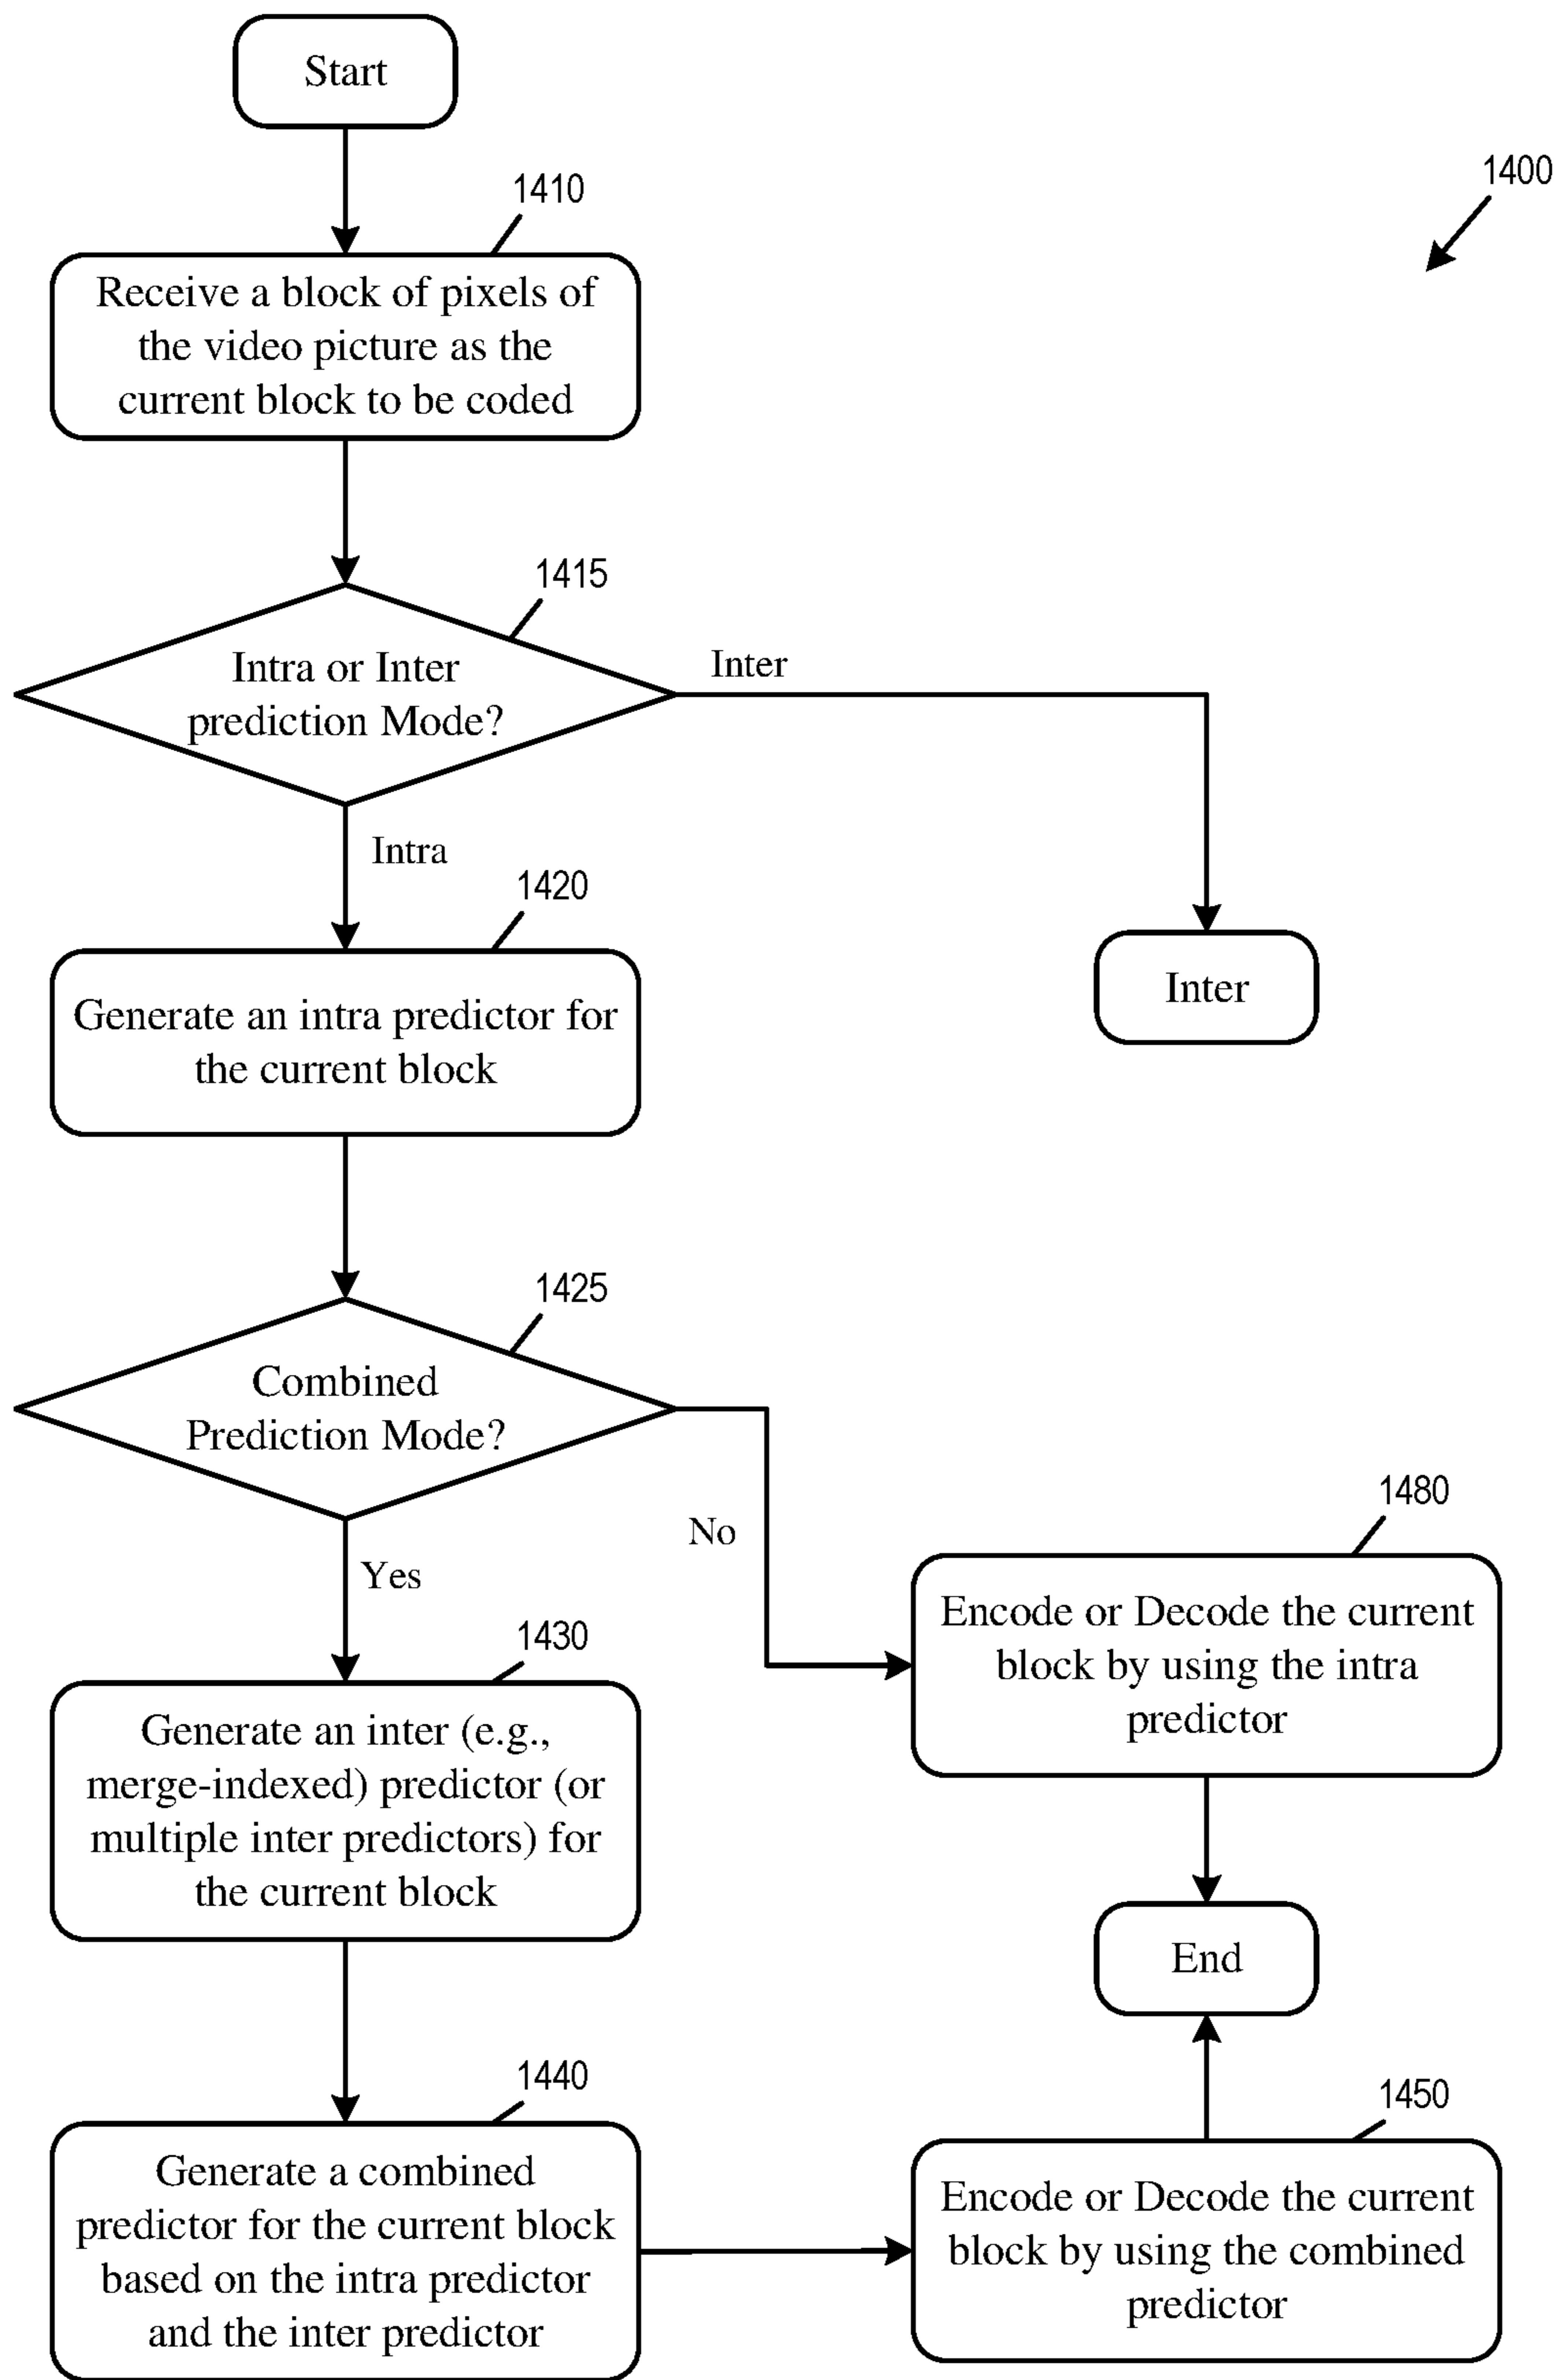 Start
1400
1410
Receive a block of pixels of
the video picture as the
current block to be coded
1415
Intra or Inter
prediction Mode?
Inter
Intra
1420
Generate an intra predictor for
the current block
Inter
1425
Combined
Prediction Mode?
No
Yes
1480
Encode or Decode the current
block by using the intra
predictor
1430
Generate an inter (e.g.,
merge-indexed) predictor (or
multiple inter predictors) for
the current block
End
1440
Generate a combined
predictor for the current block
based on the intra predictor
and the inter predictor
1450
Encode or Decode the current
block by using the combined
predictor